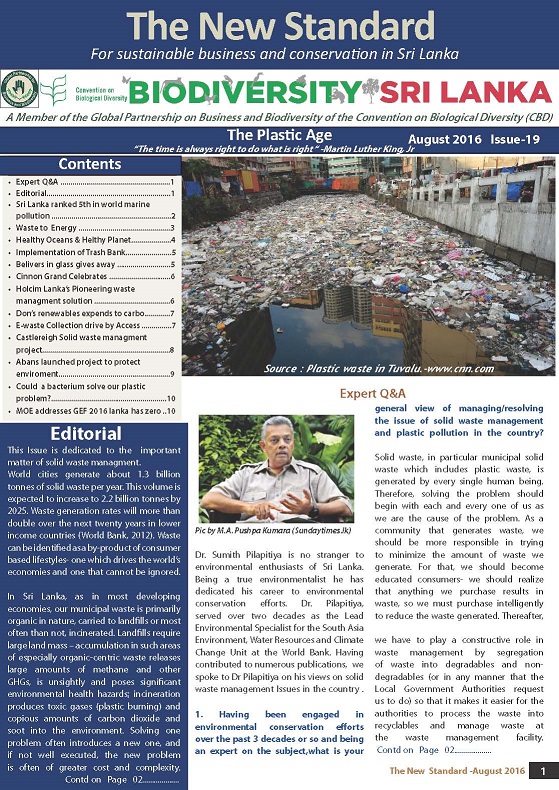 The New Standard
For sustainable business and conservation in Sri Lanka
Convention on
Biological Diversity
BIODIVERSITY SRI LANKA
A Member of the Global Partnership on Business and Biodiversity of the Convention on Biological Diversity (CBD)
The Plastic Age
"The time is always right to do what is right" -Martin Luther King, Jr
August 2016 Issue-19
Contents
• Expert Q&A ...............................................1
• Editorial.....................................................1
• Sri Lanka ranked 5th in world marine
pollution ...................................................2
• Waste to Energy .......................................3
• Healthy Oceans & Helthy Planet.................4
• Implementation of Trash Bank....................5
• Belivers in glass gives away .......................5
• Cinnon Grand Celebrates ..........................6
• Holcim Lanka's Pioneering waste
managment solution .................................6
• Don's renewables expends to carbo...........7
• E-waste Collection drive by Access .............7
• Castlereigh Solid waste managment
project.......................................................8
• Abans launched project to protect
enviroment................................................9
• Could a bacterium solve our plastic
problem?..................................................10
• MOE addresses GEF 2016 lanka has zero ..10
Source : Plastic waste in Tuvalu.-www.cnn.com
Editorial
This Issue is dedicated to the important
matter of solid waste managment.
World cities generate about 1.3 billion
tonnes of solid waste per year. This volume is
expected to increase to 2.2 billion tonnes by
2025. Waste generation rates will more than
double over the next twenty years in lower
income countries (World Bank, 2012). Waste
can be identified as a by-product of consumer
based lifestyles- one which drives the world's
economies and one that cannot be ignored.
In Sri Lanka, as in most developing
economies, our municipal waste is primarily
organic in nature, carried to landfills or most
often than not, incinerated. Landfills require
large land mass – accumulation in such areas
of especially organic-centric waste releases
large amounts of methane and other
GHGs, is unsightly and poses significant
environmental health hazards; incineration
produces toxic gases (plastic burning) and
copious amounts of carbon dioxide and
soot into the environment. Solving one
problem often introduces a new one, and
if not well executed, the new problem
is often of greater cost and complexity.
Contd on Page 02..................
Expert Q&A
Pic by M.A. Pushpa Kumara (Sundaytimes.lk)
Dr. Sumith Pilapitiya is no stranger to
environmental enthusiasts of Sri Lanka.
Being a true environmentalist he has
dedicated his career to environmental
conservation efforts. Dr. Pilapitiya,
served over two decades as the Lead
Environmental Specialist for the South Asia
Environment, Water Resources and Climate
Change Unit at the World Bank. Having
contributed to numerous publications, we
spoke to Dr Pilapitiya on his views on solid
waste management Issues in the country .
1. Having been engaged in
environmental conservation efforts
over the past 3 decades or so and being
an expert on the subject,what is your
general view of managing/resolving
the issue of solid waste management
and plastic pollution in the country?
Solid waste, in particular municipal solid
waste which includes plastic waste, is
generated by every single human being.
Therefore, solving the problem should
begin with each and every one of us as
we are the cause of the problem. As a
community that generates waste, we
should be more responsible in trying
to minimize the amount of waste we
generate. For that, we should become
educated consumers- we should realize
that anything we purchase results in
waste, so we must purchase intelligently
to reduce the waste generated. Thereafter,
we have to play a constructive role in
waste management by segregation
of waste into degradables and non-
degradables (or in any manner that the
Local Government Authorities request
us to do) so that it makes it easier for the
authorities to process the waste into
recyclables and manage waste at
the waste management facility.
Contd on Page 02..................
The New Standard -August 2016 1